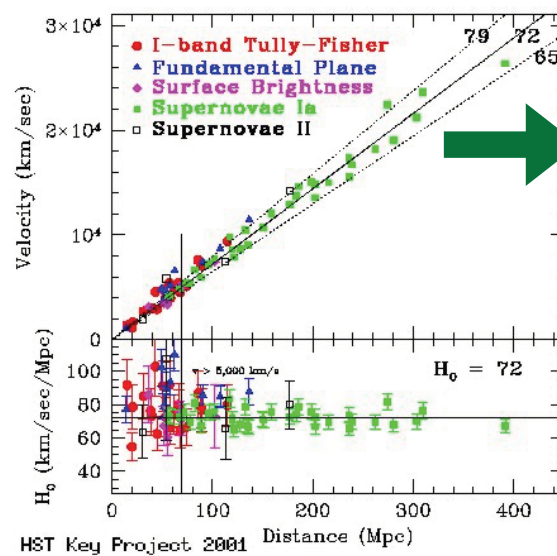 3×10⁴
2×10⁴
10⁴
0
Velocity (km/sec)
I-band Tully-Fisher
Fundamental Plane
Surface Brightness
Supernovae Ia
Supernovae II
79
72
65
100
80
60
40
H₀ (km/sec/Mpc)
-> 5,000 km/s
H₀ = 72
0 100 200 300 400
Distance (Mpc)
HST Key Project 2001